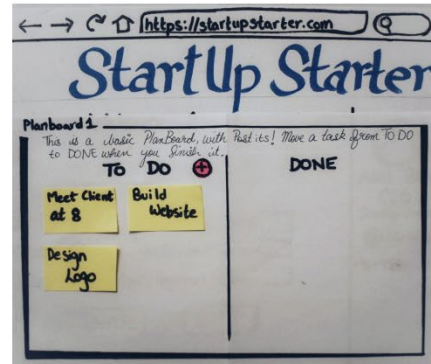 https://startupstarter.com
StartUp Starter
Planboard 1
This is a basic PlanBoard, with Post its! Move a task from TO DO
to DONE when you finish it.
TO DO +
DONE
Meet Client
at 8
Build
Website
Design
Logo